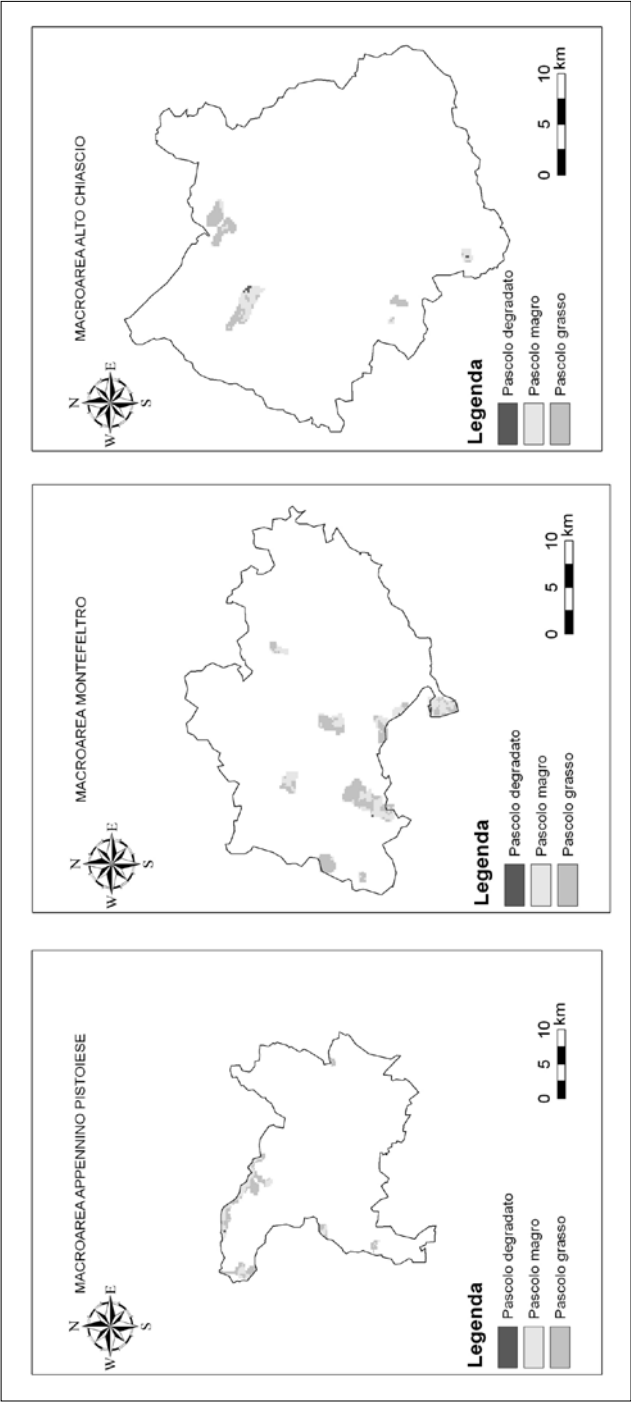 MACROAREA APPENNINO PISTOIESE
N
W
E
S
Legenda
Pascolo degradato
Pascolo magro
Pascolo grasso
0 5 10 km
MACROAREA MONTEFELTRO
N
W
E
S
Legenda
Pascolo degradato
Pascolo magro
Pascolo grasso
0 5 10 km
MACROAREA ALTO CHIASCIO
N
W
E
S
Legenda
Pascolo degradato
Pascolo magro
Pascolo grasso
0 5 10 km